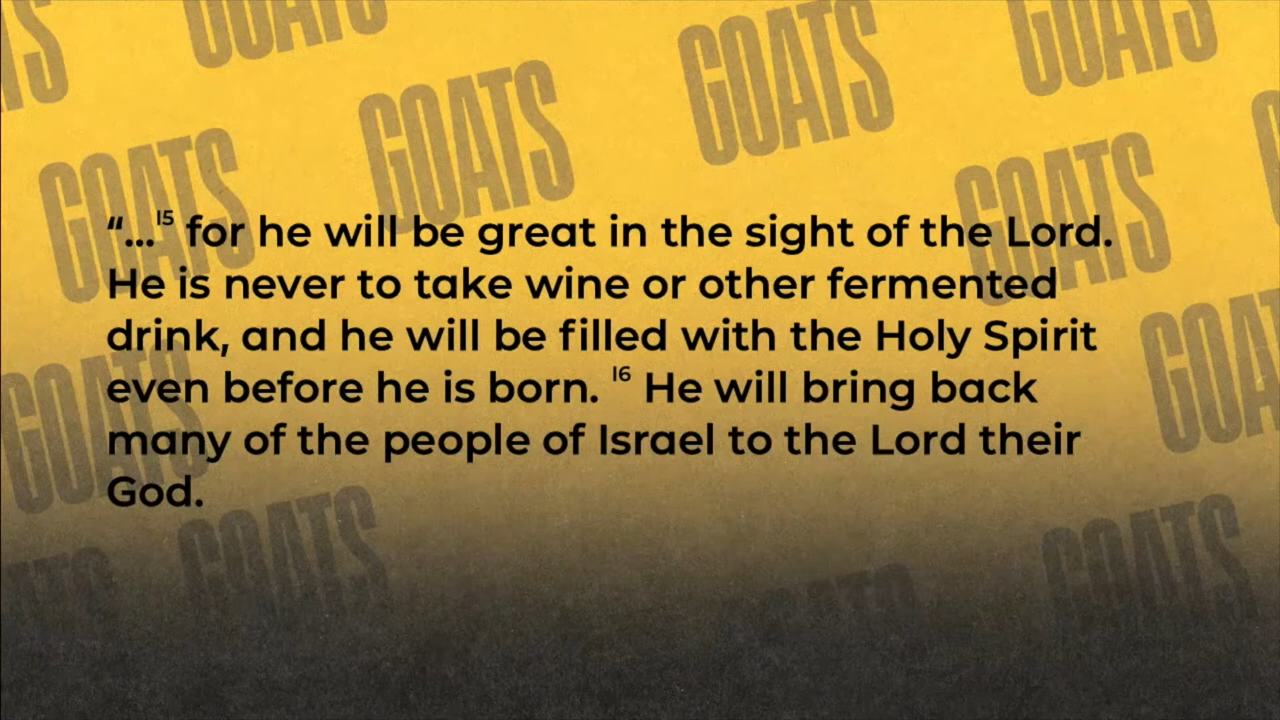 GOATS
GOATS
GOATS
GOATS
GOATS
GOATS
GOATS
“...15 for he will be great in the sight of the Lord.
He is never to take wine or other fermented
drink, and he will be filled with the Holy Spirit
even before he is born. 16 He will bring back
many of the people of Israel to the Lord their
God.
GOATS
GOATS
GOATS
GOATS